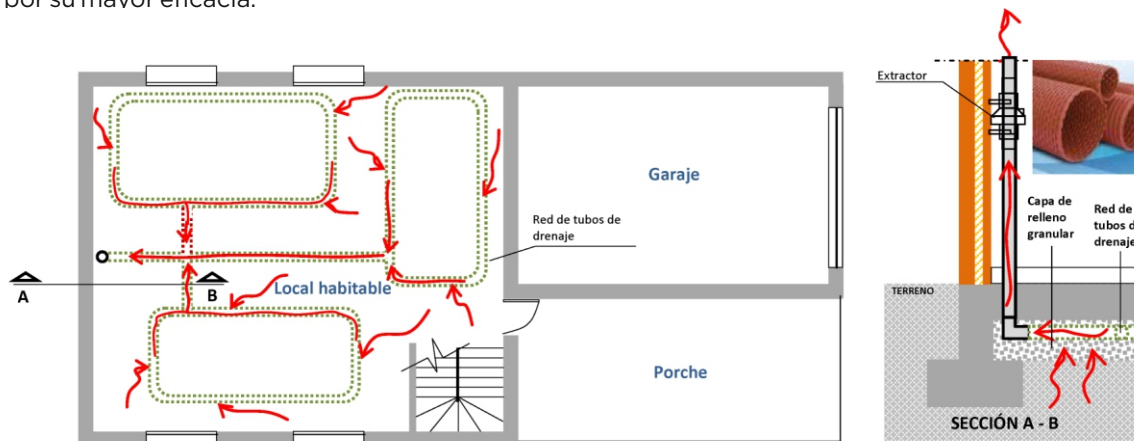 por su mayor eficacia.
Garaje
Red de tubos de
drenaje
Local habitable
A
B
Porche
Extractor
Capa de
relleno
granular
Red de
tubos d
drenaje
TERRENO
SECCIÓN A - B